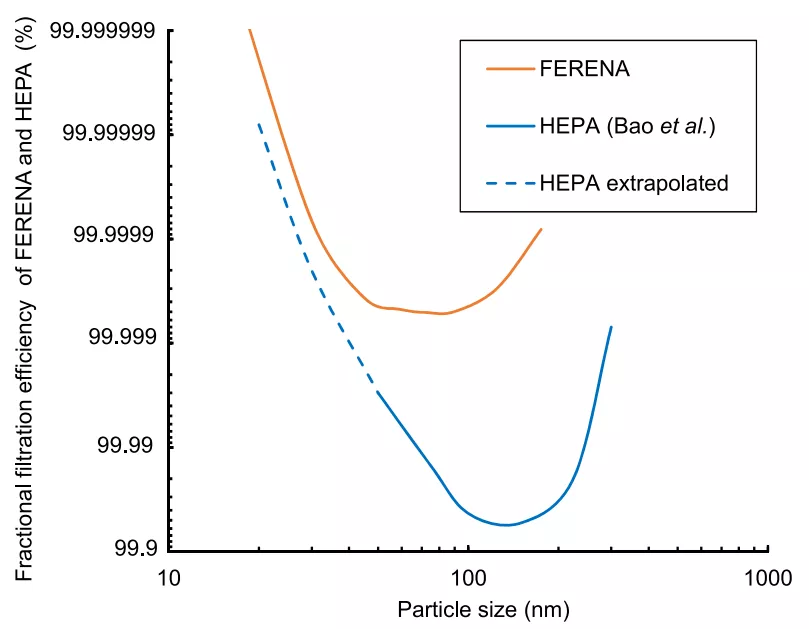 Fractional filtration efficiency of FERENA and HEPA (%)
99.999999
99.99999
99.9999
99.999
99.99
99.9
FERENA
HEPA (Bao et al.)
HEPA extrapolated
10
100
1000
Particle size (nm)